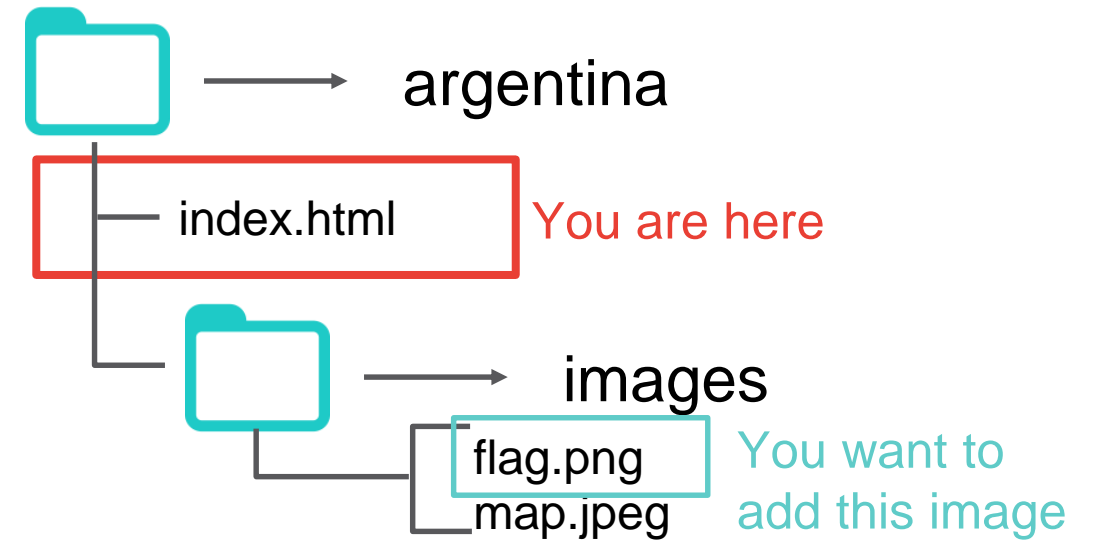 argentina
index.html
You are here
images
flag.png
map.jpeg
You want to
add this image